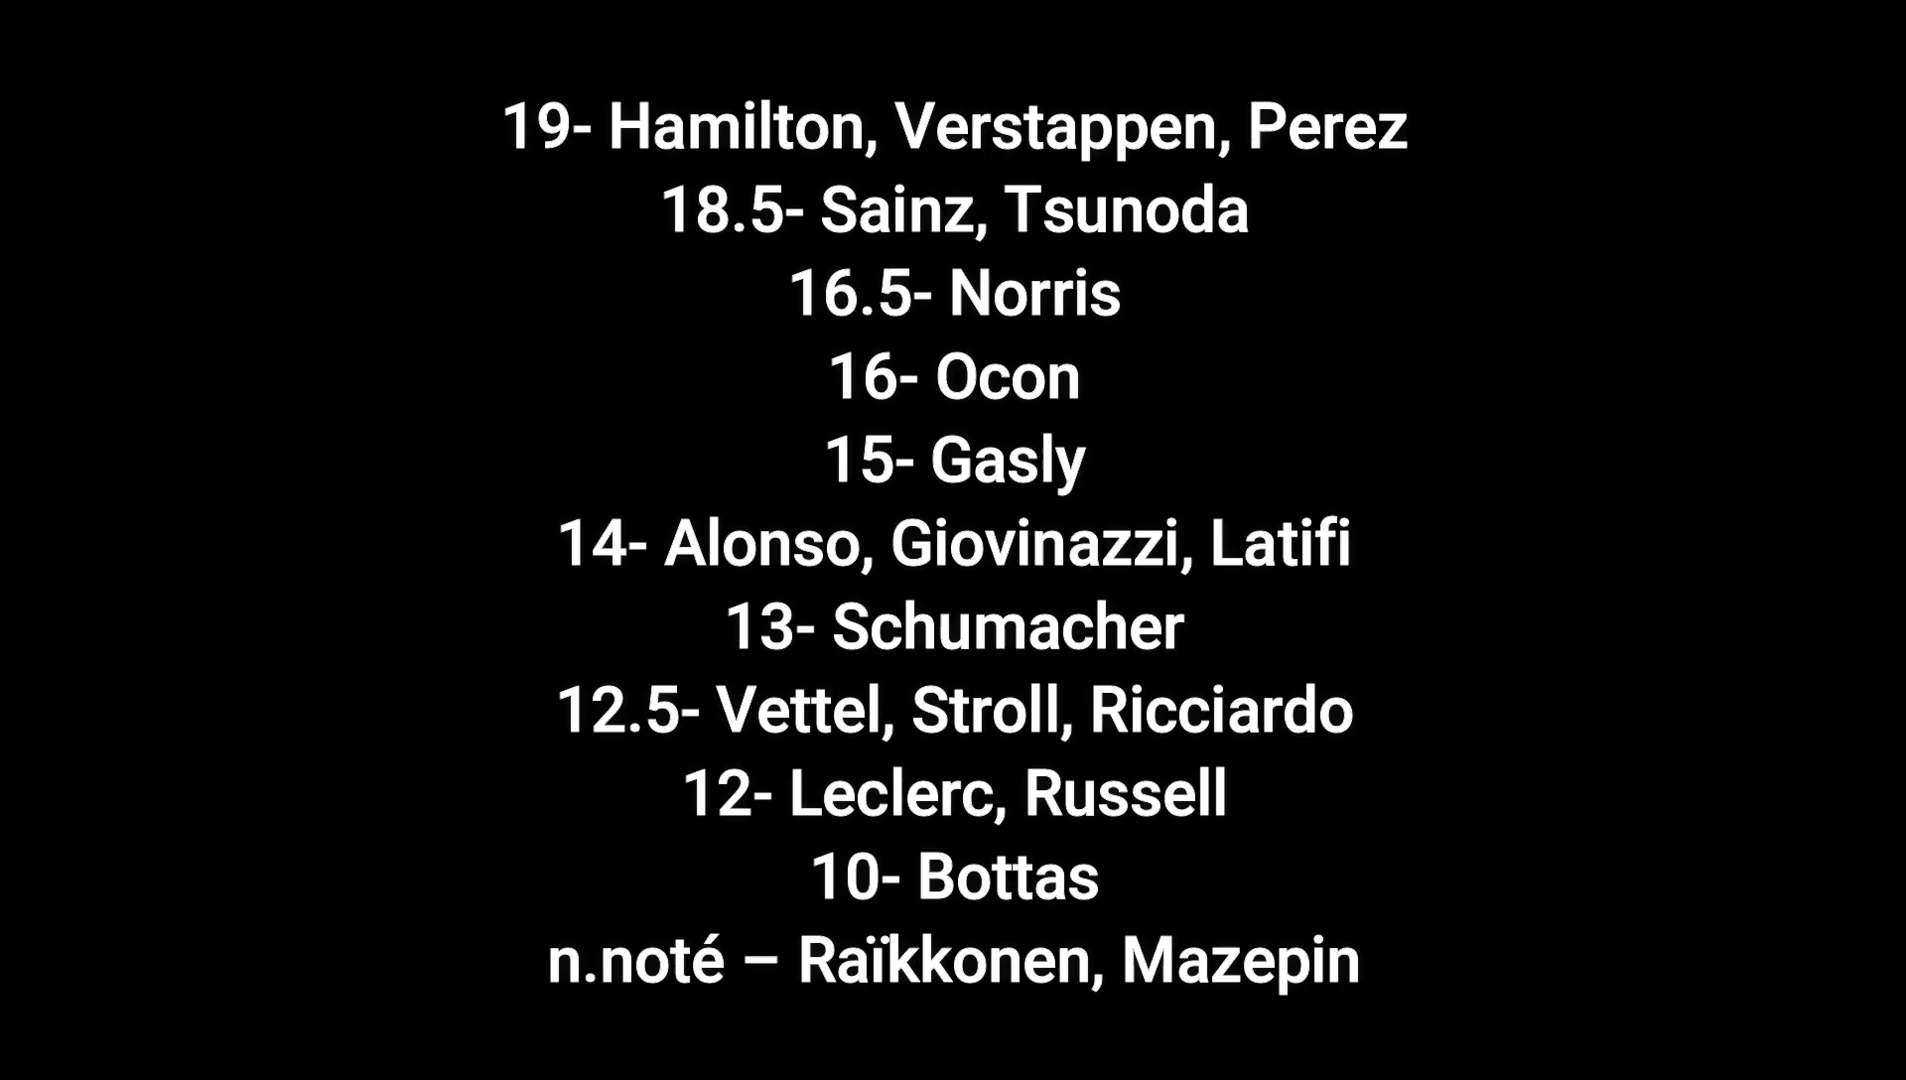 19- Hamilton, Verstappen, Perez
18.5- Sainz, Tsunoda
16.5- Norris
16- Ocon
15- Gasly
14- Alonso, Giovinazzi, Latifi
13- Schumacher
12.5- Vettel, Stroll, Ricciardo
12- Leclerc, Russell
10- Bottas
n.noté – Raïkkonen, Mazepin